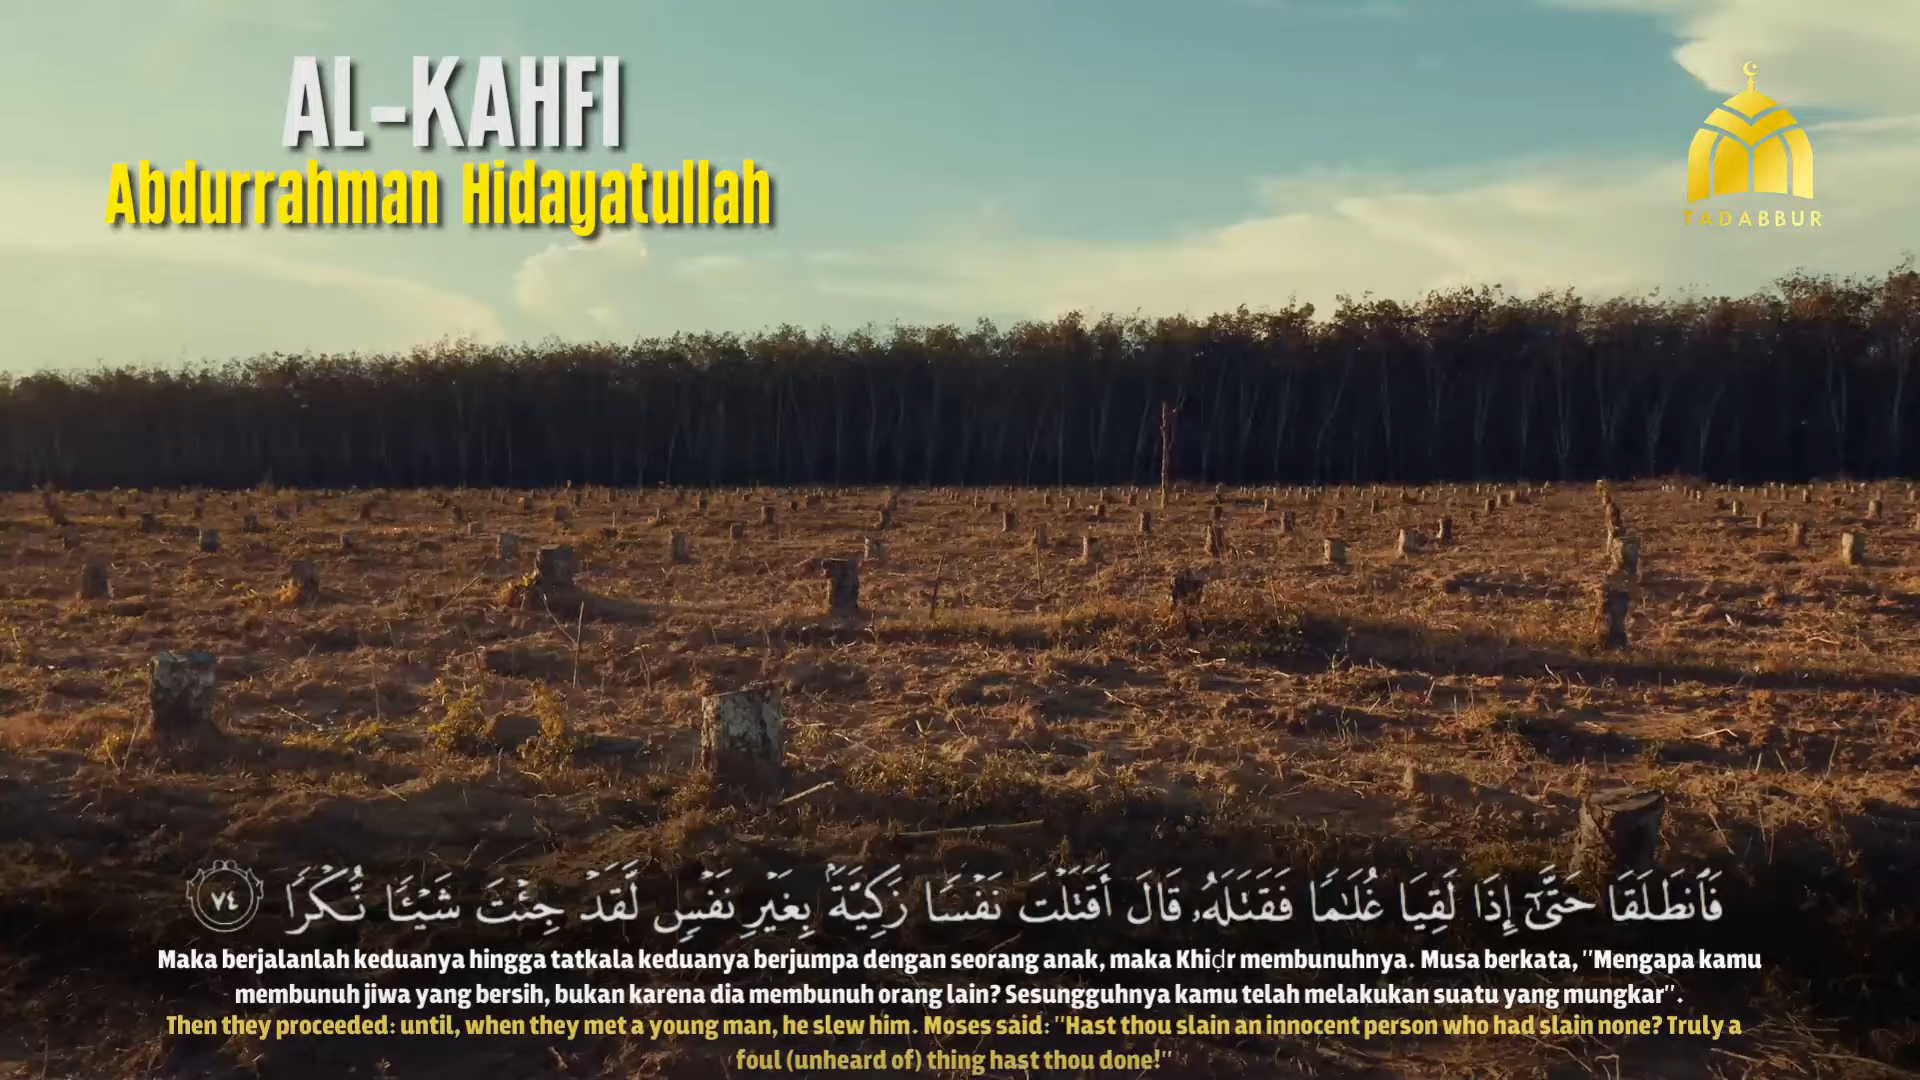 AL-KAHFI
Abdurrahman Hidayatullah
TADABBUR
فَٱنطَلَقَا حَتَّىٰٓ إِذَا لَقِيَا غُلَـٰمًا فَقَتَلَهُۥ قَالَ أَقَتَلْتَ نَفْسًا زَكِيَّةًۢ بِغَيْرِ نَفْسٍ لَّقَدْ جِئْتَ شَيْـًٔا نُّكْرًا ٧٤
Maka berjalanlah keduanya hingga tatkala keduanya berjumpa dengan seorang anak, maka Khiḍr membunuhnya. Musa berkata, "Mengapa kamu
membunuh jiwa yang bersih, bukan karena dia membunuh orang lain? Sesungguhnya kamu telah melakukan suatu yang mungkar".
Then they proceeded: until, when they met a young man, he slew him. Moses said: "Hast thou slain an innocent person who had slain none? Truly a
foul (unheard of) thing hast thou done!"